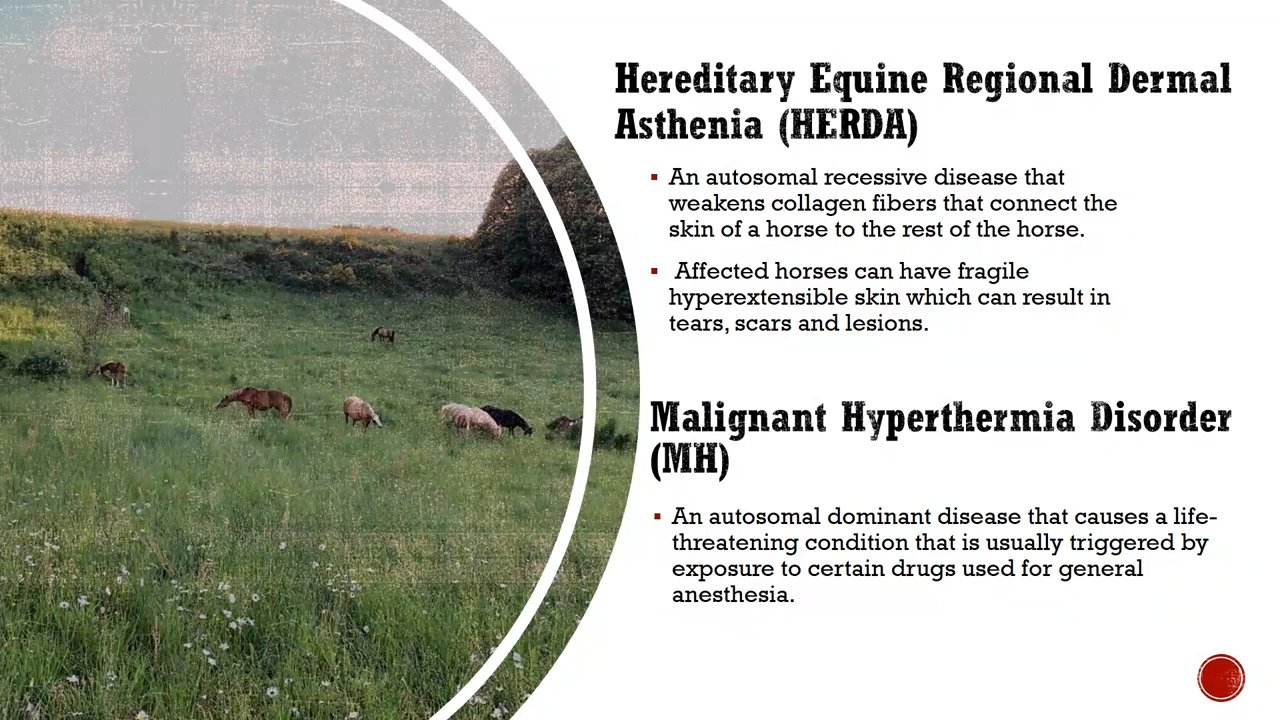 Hereditary Equine Regional Dermal
Asthenia (HERDA)
An autosomal recessive disease that
weakens collagen fibers that connect the
skin of a horse to the rest of the horse.
Affected horses can have fragile
hyperextensible skin which can result in
tears, scars and lesions.
Malignant Hyperthermia Disorder
(MH)
An autosomal dominant disease that causes a life-
threatening condition that is usually triggered by
exposure to certain drugs used for general
anesthesia.